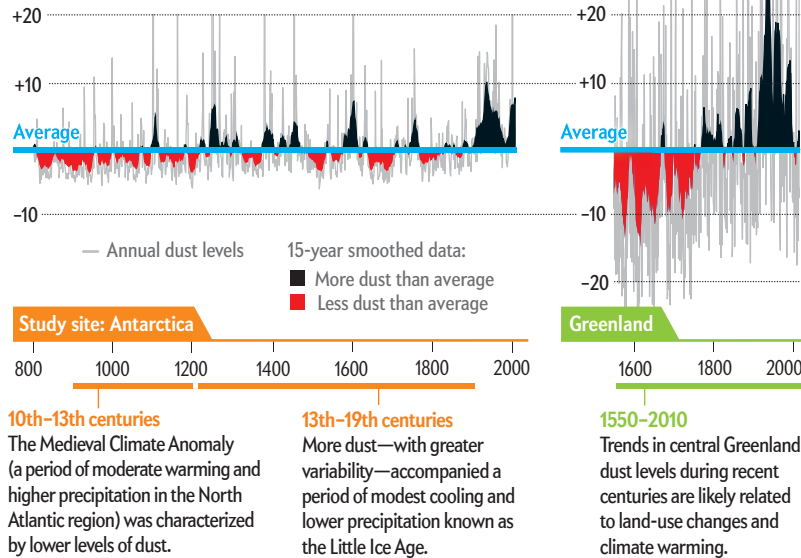 +20
+10
Average
–10
Annual dust levels
15-year smoothed data:
More dust than average
Less dust than average
Study site: Antarctica
800 1000 1200 1400 1600 1800 2000
10th–13th centuries
The Medieval Climate Anomaly
(a period of moderate warming and
higher precipitation in the North
Atlantic region) was characterized
by lower levels of dust.
13th–19th centuries
More dust—with greater
variability—accompanied a
period of modest cooling and
lower precipitation known as
the Little Ice Age.
+20
+10
Average
–10
–20
Greenland
1600 1800 2000
1550–2010
Trends in central Greenland
dust levels during recent
centuries are likely related
to land-use changes and
climate warming.